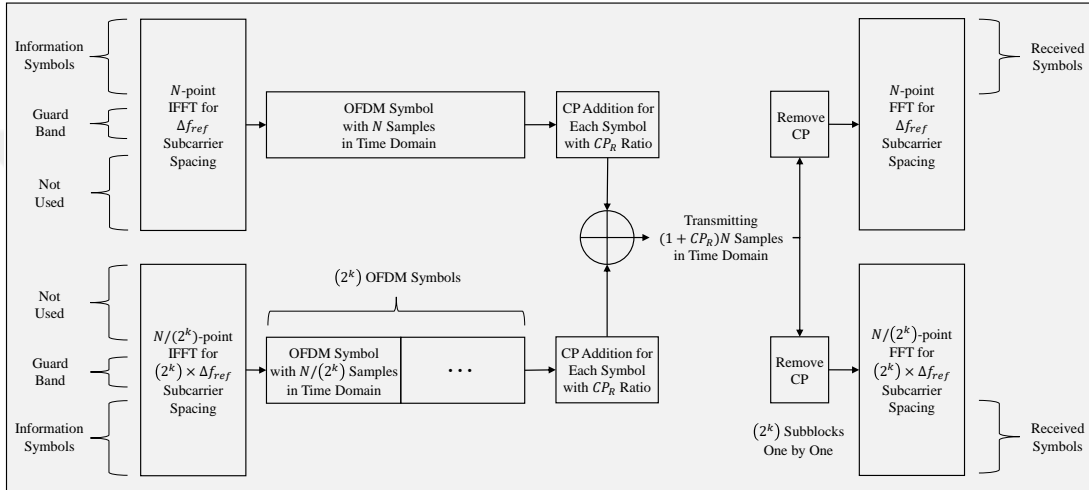 Information
Symbols
Guard
Band
Not
Used
N-point
IFFT for
Δf_ref
Subcarrier
Spacing
OFDM Symbol
with N Samples
in Time Domain
CP Addition for
Each Symbol
with CP_R Ratio
Remove
CP
N-point
FFT for
Δf_ref
Subcarrier
Spacing
Received
Symbols
Transmitting
(1 + CP_R)N Samples
in Time Domain
Not
Used
Guard
Band
Information
Symbols
N/(2^k)-point
IFFT for
(2^k) × Δf_ref
Subcarrier
Spacing
(2^k) OFDM Symbols
OFDM Symbol
with N/(2^k) Samples
in Time Domain
···
CP Addition for
Each Symbol
with CP_R Ratio
Remove
CP
(2^k) Subblocks
One by One
N/(2^k)-point
FFT for
(2^k) × Δf_ref
Subcarrier
Spacing
Received
Symbols